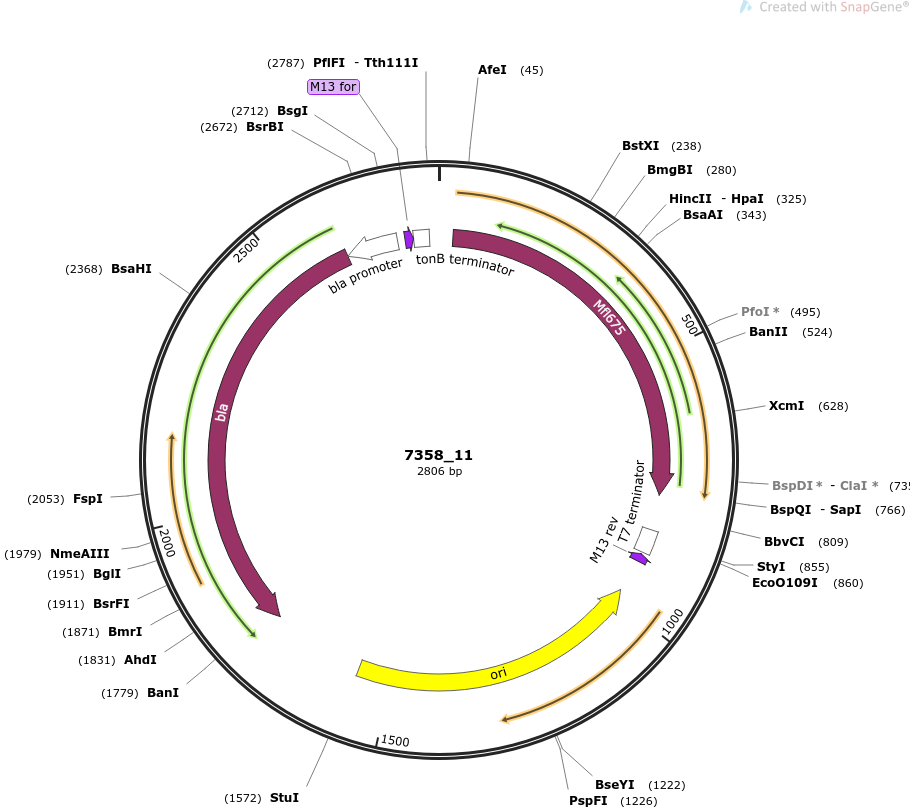 Created with SnapGene®
(2787) PflFI - Tth111I
AfeI (45)
M13 for
(2712) BsgI
(2672) BsrBI
BstXI (238)
BmgBI (280)
HincII - HpaI (325)
BsaAI (343)
2500
(2368) BsaHI
bla promoter
tonB terminator
Mfl675
500
PfoI * (495)
BanII (524)
XcmI (628)
bla
7358_11
2806 bp
BspDI * - ClaI * (735
BspQI - SapI (766)
T7 terminator
M13 rev
(2053) FspI
2000
BbvCI (809)
(1979) NmeAIII
StyI (855)
(1951) BglI
EcoO109I (860)
(1911) BsrFI
1000
(1871) BmrI
(1831) AhdI
ori
(1779) BanI
1500
BseYI (1222)
(1572) StuI
PspFI (1226)